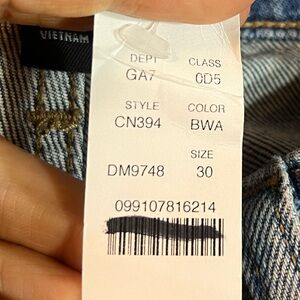 VIETNAM
DEPT CLASS
GA7 0D5
STYLE COLOR
CN394 BWA
SIZE
DM9748 30
099107816214